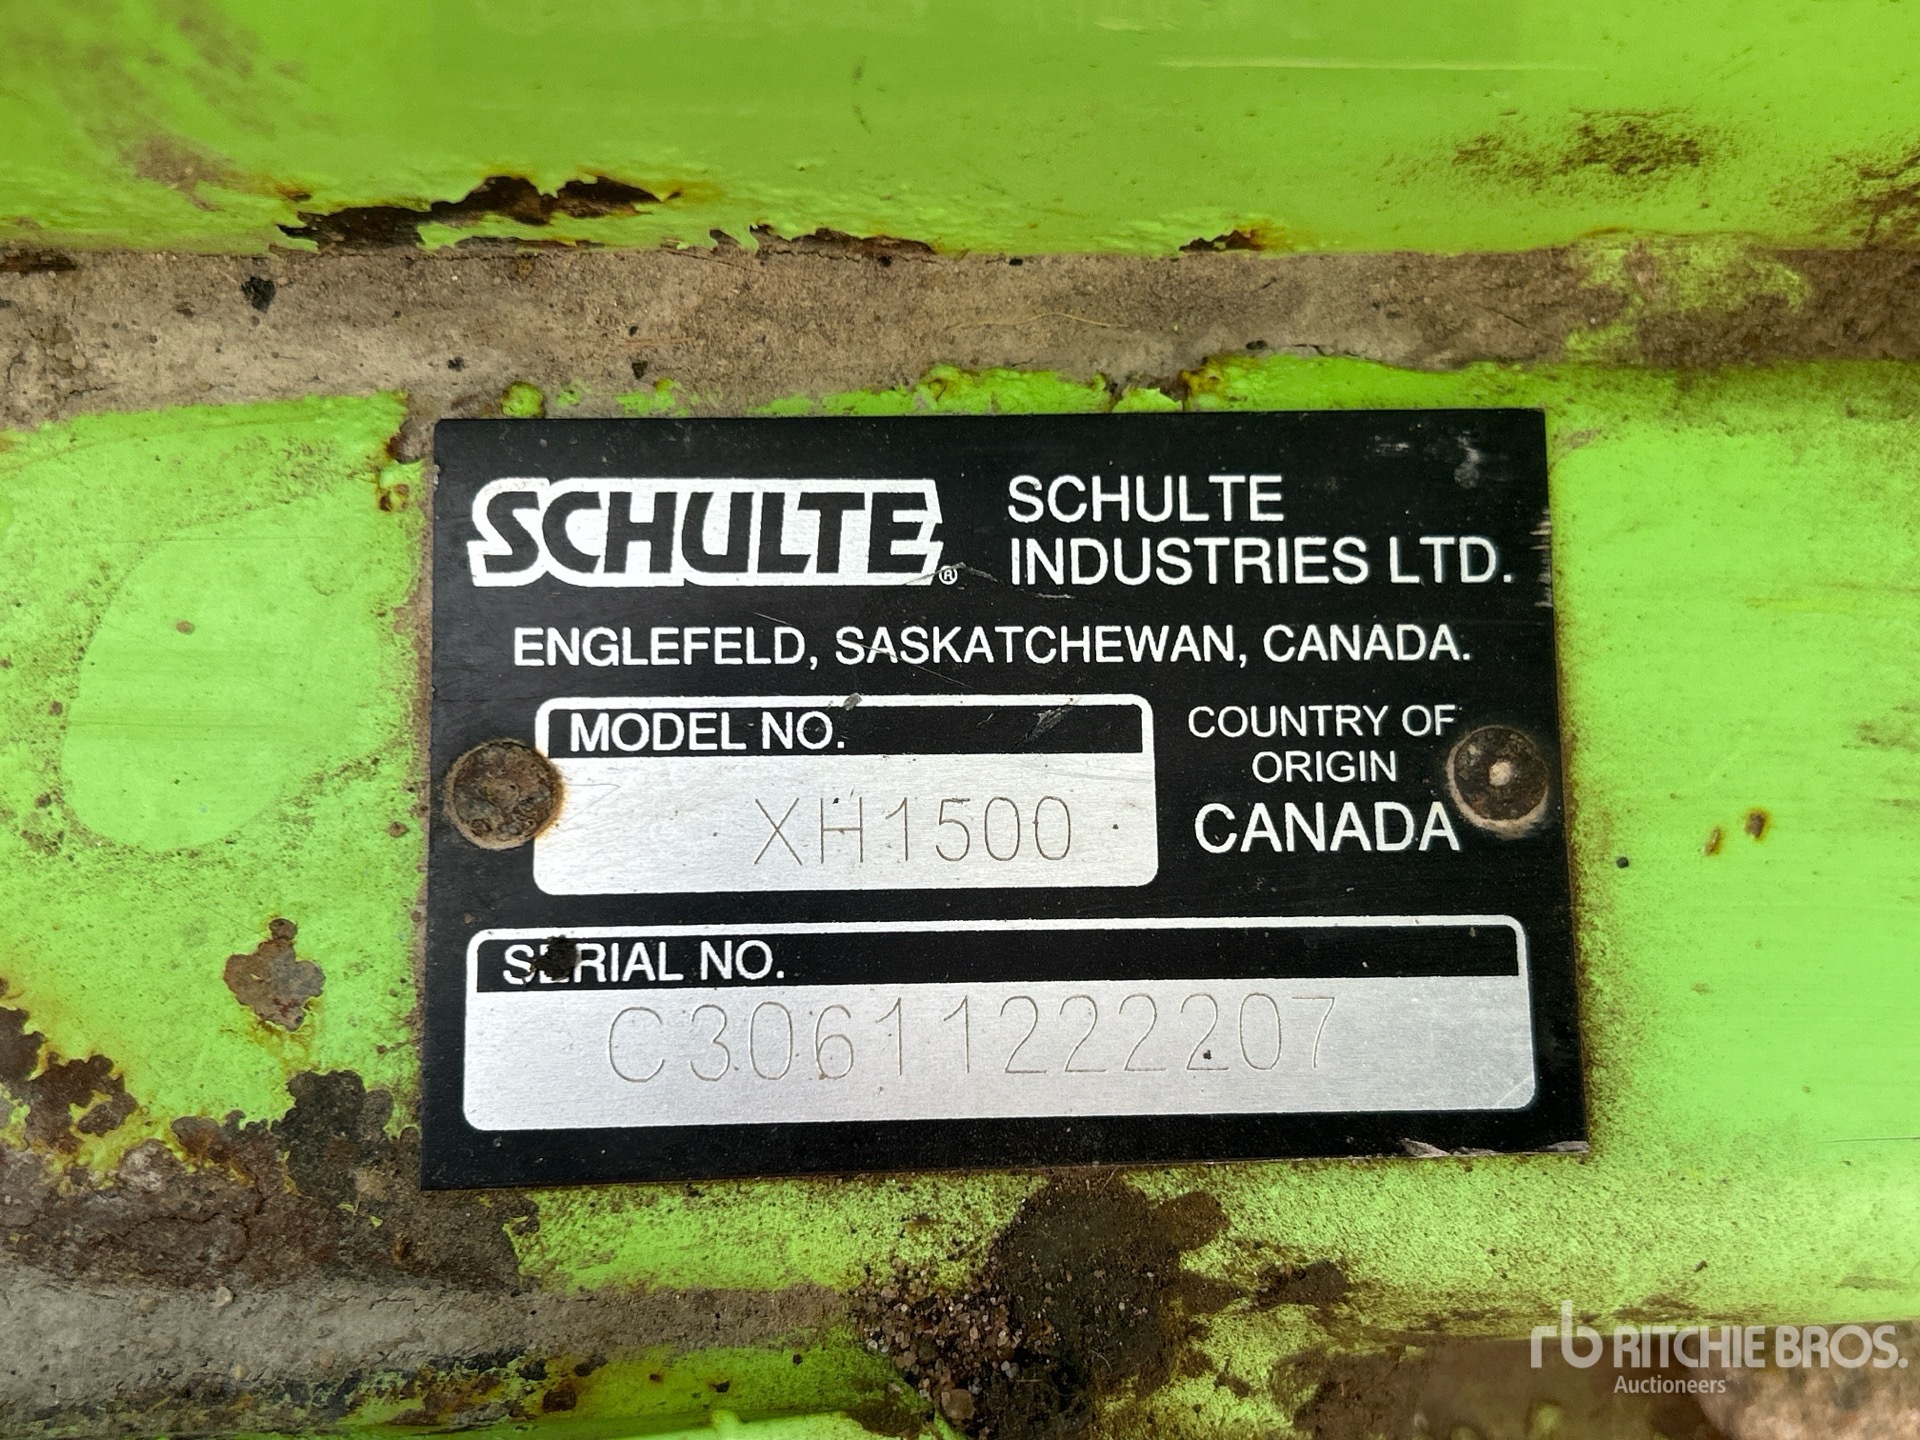 SCHULTE®
SCHULTE
INDUSTRIES LTD.
ENGLEFELD, SASKATCHEWAN, CANADA.
MODEL NO.
XH1500
COUNTRY OF
ORIGIN
CANADA
SERIAL NO.
C30611222207
rb RITCHIE BROS.
Auctioneers